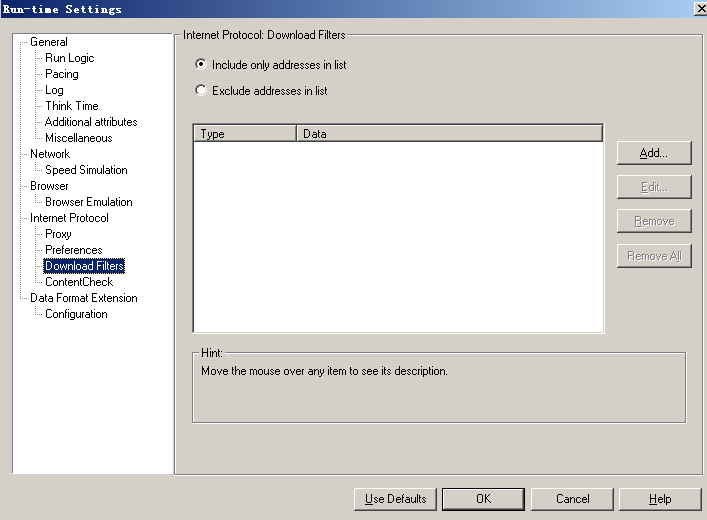 Run-time Settings
General
Run Logic
Pacing
Log
Think Time
Additional attributes
Miscellaneous
Network
Speed Simulation
Browser
Browser Emulation
Internet Protocol
Proxy
Preferences
Download Filters
ContentCheck
Data Format Extension
Configuration
Internet Protocol: Download Filters
Include only addresses in list
Exclude addresses in list
Type Data
Add...
Edit...
Remove
Remove All
Hint:
Move the mouse over any item to see its description.
Use Defaults OK Cancel Help